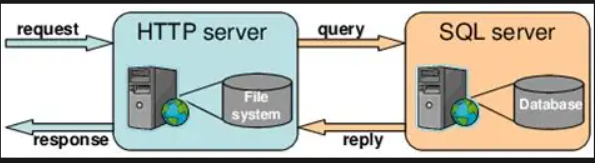 request
HTTP server
query
SQL server
File
system
Database
response
reply